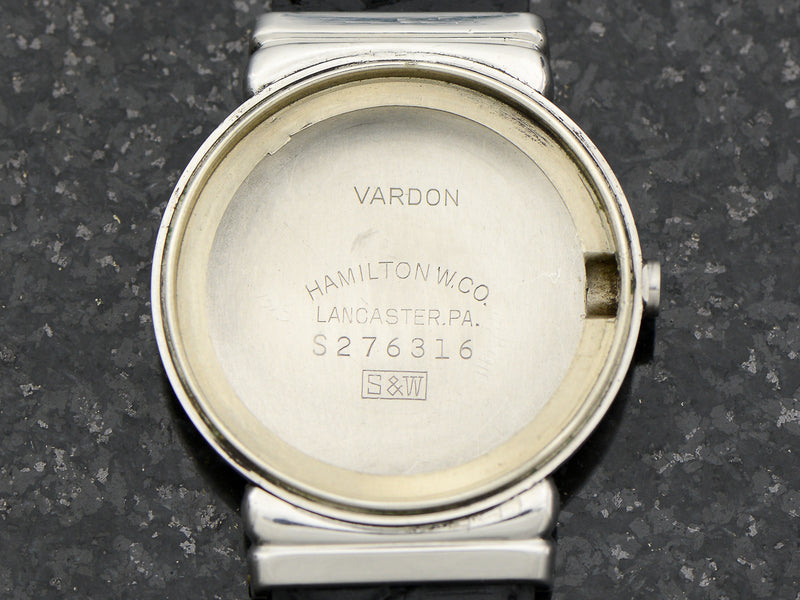 VARDON
HAMILTON W.CO.
LANCASTER.PA.
S276316
S&W